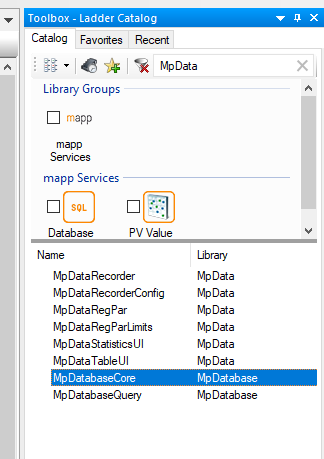 Toolbox - Ladder Catalog
Catalog Favorites Recent
MpData
Library Groups
mapp
mapp
Services
mapp Services
SQL
Database PV Value
Name Library
MpDataRecorder MpData
MpDataRecorderConfig MpData
MpDataRegPar MpData
MpDataRegParLimits MpData
MpDataStatisticsUI MpData
MpDataTableUI MpData
MpDatabaseCore MpDatabase
MpDatabaseQuery MpDatabase